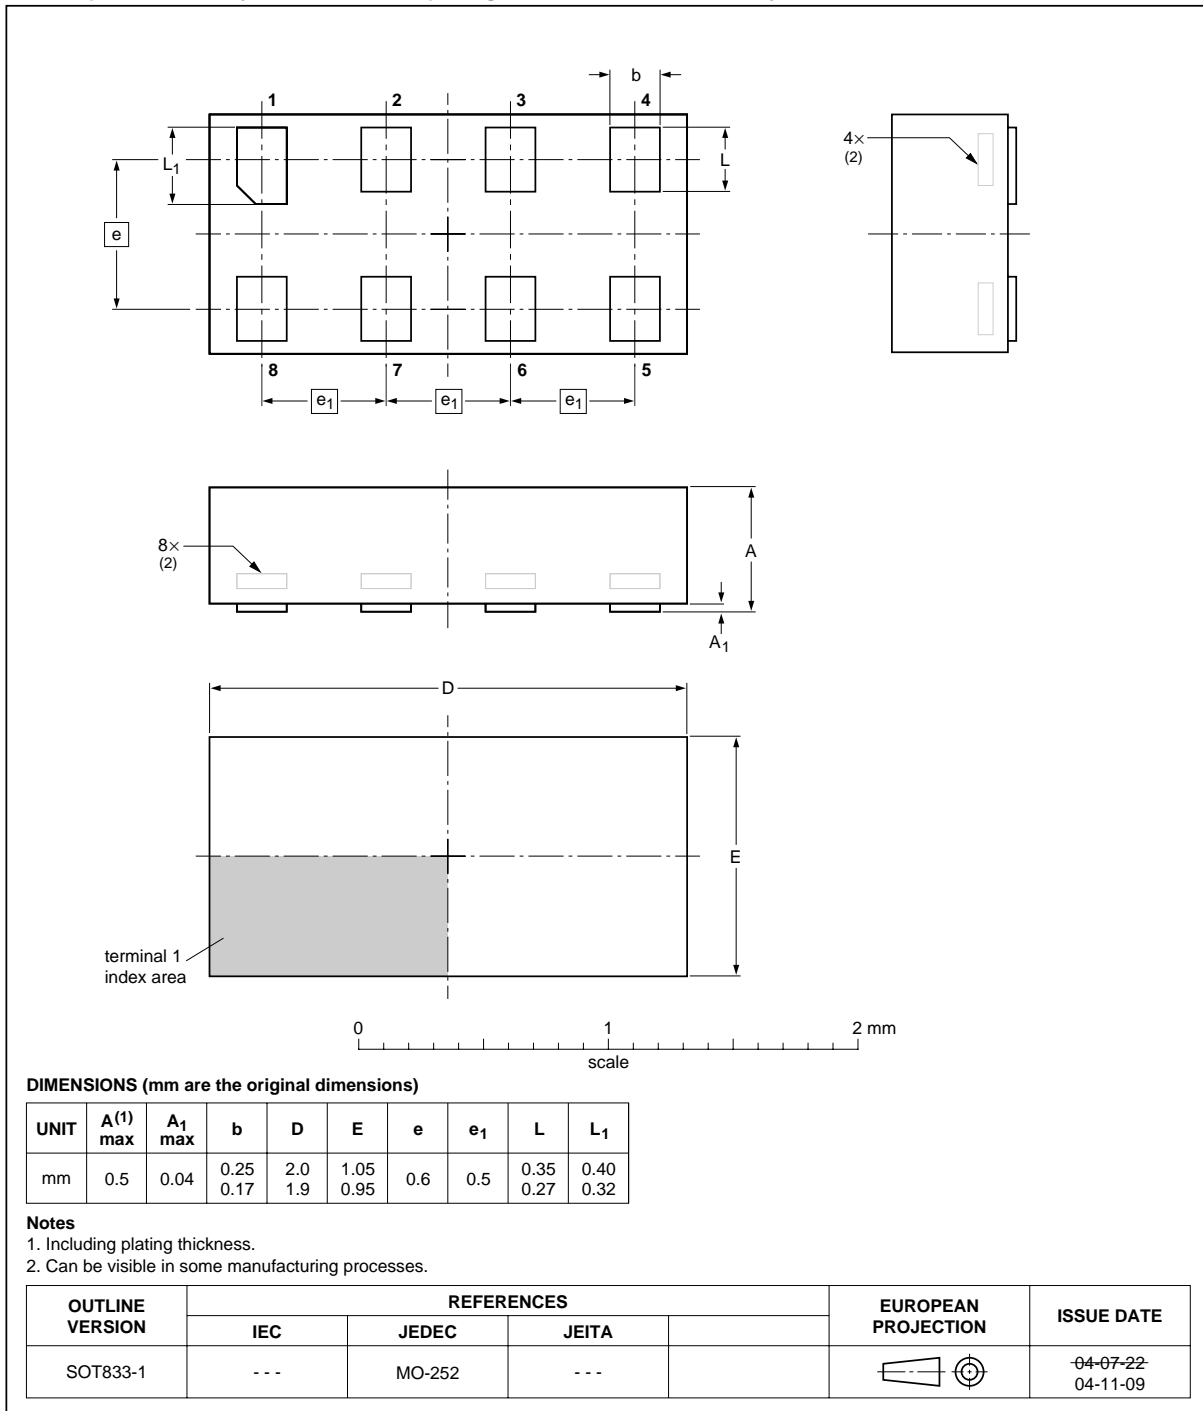 1 2 3 4
b
L1
L
e
8 7 6 5
e1 e1 e1
4×
(2)
8×
(2)
A
A1
D
E
terminal 1
index area
0 1 2 mm
scale
DIMENSIONS (mm are the original dimensions)
UNIT A(1) max A1 max b D E e e1 L L1
mm 0.5 0.04 0.25 0.17 2.0 1.9 1.05 0.95 0.6 0.5 0.35 0.27 0.40 0.32
Notes
1. Including plating thickness.
2. Can be visible in some manufacturing processes.
OUTLINE VERSION REFERENCES EUROPEAN PROJECTION ISSUE DATE
IEC JEDEC JEITA
SOT833-1 - - - MO-252 - - - 04-07-22
04-11-09